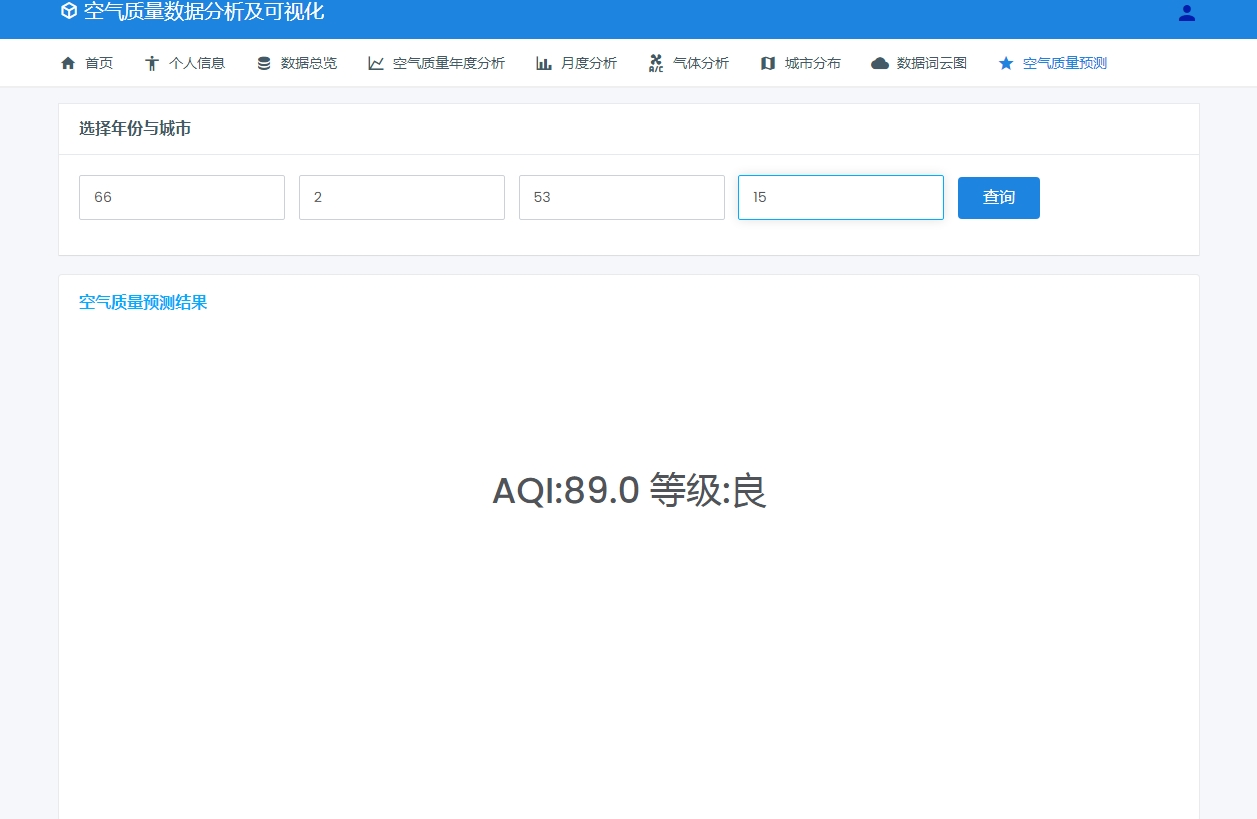 空气质量数据分析及可视化
首页 个人信息 数据总览 空气质量年度分析 月度分析 A/C 气体分析 城市分布 数据词云图 空气质量预测
选择年份与城市
66 2 53 15 查询
空气质量预测结果
AQI:89.0 等级:良